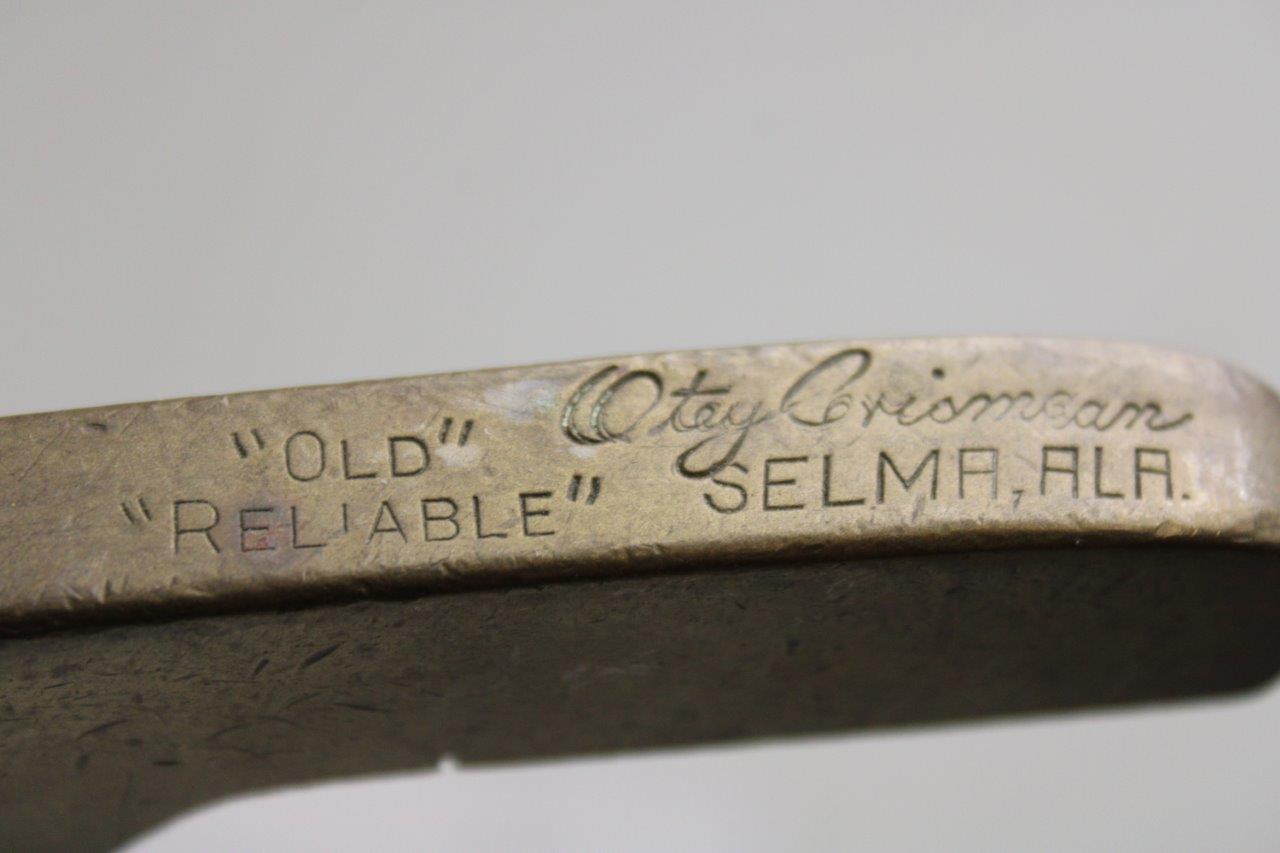 "OLD"
"RELIABLE"
Otey Crisman
SELMA, ALA.